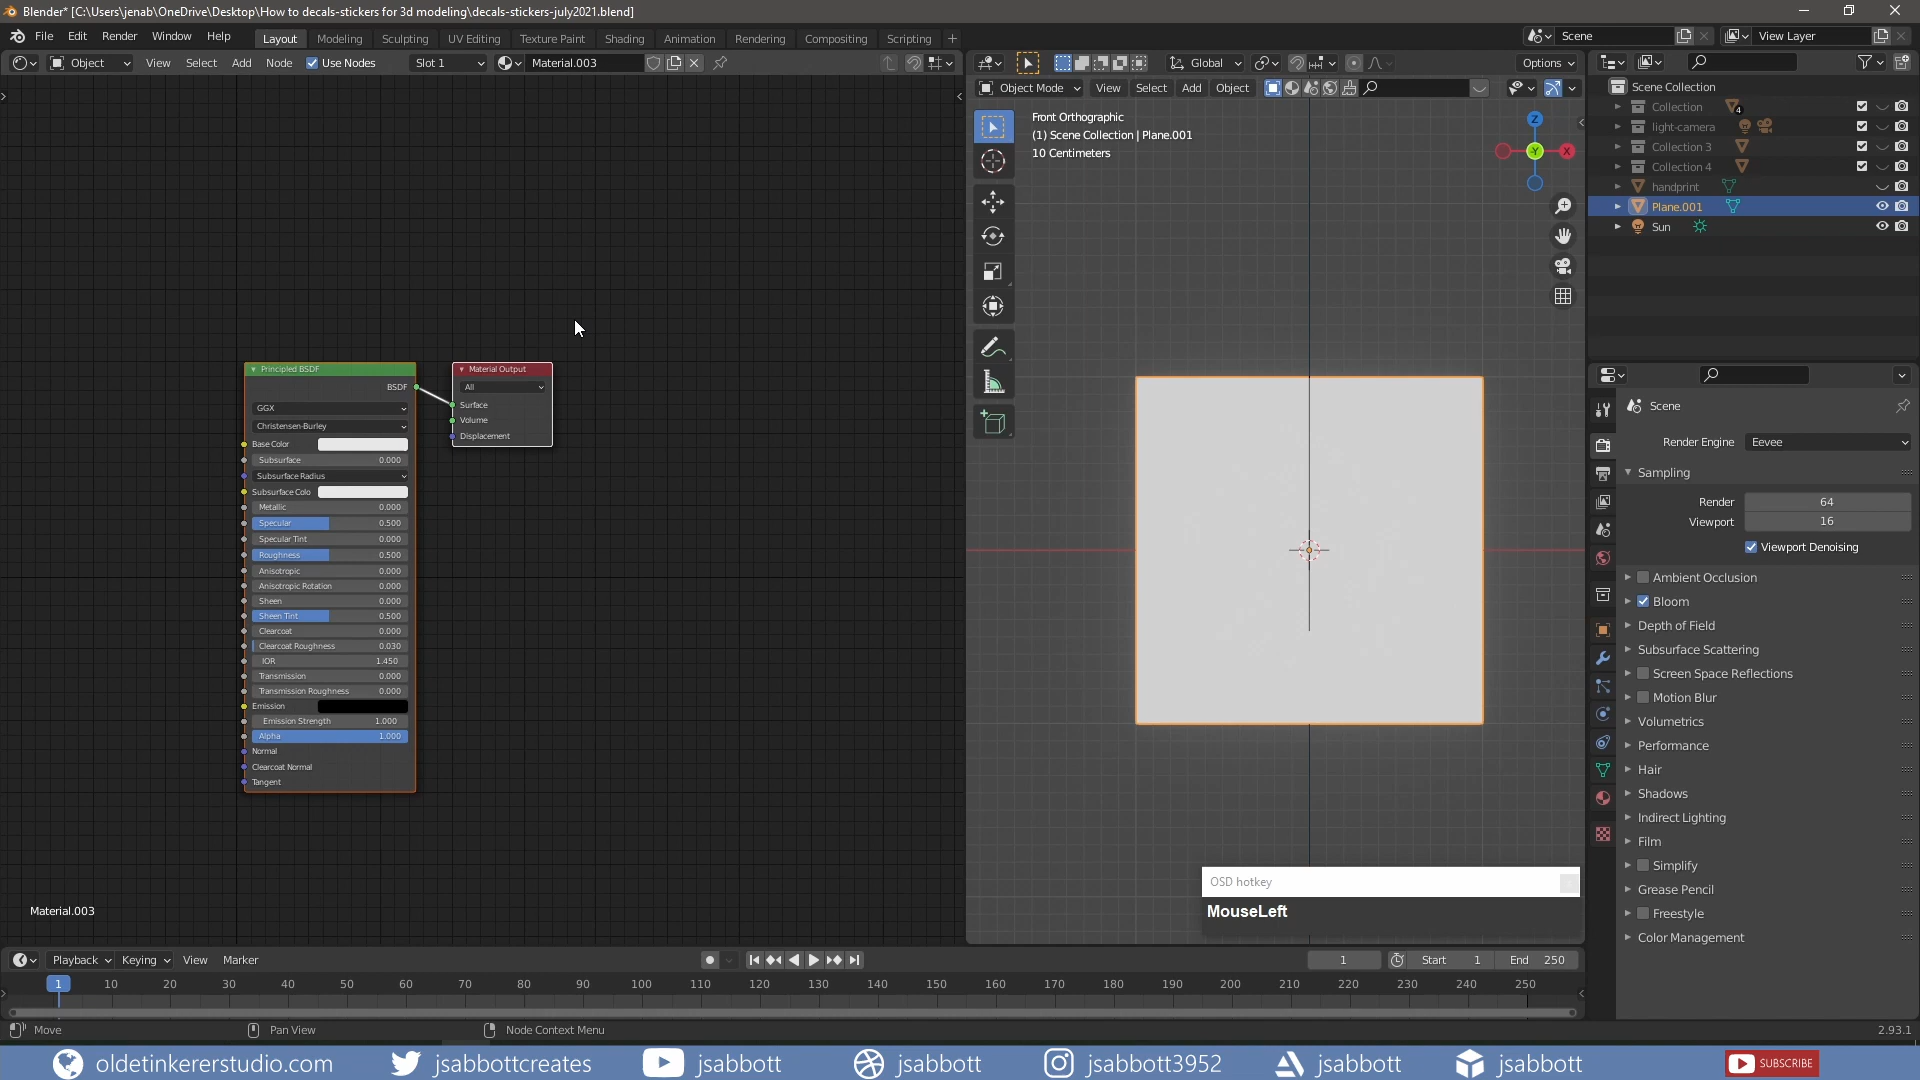 Blender* [C:\Users\jenab\OneDrive\Desktop\How to decals-stickers for 3d modeling\decals-stickers-july2021.blend]
File Edit Render Window Help Layout Modeling Sculpting UV Editing Texture Paint Shading Animation Rendering Compositing Scripting Scene View Layer
Object View Select Add Node Use Nodes Slot 1 Material.003 Global Options
Object Mode View Select Add Object
Front Orthographic
(1) Scene Collection | Plane.001
10 Centimeters
Z
Y
X
Scene Collection
Collection 4
light-camera
Collection 3
Collection 4
handprint
Plane.001
Sun
Principled BSDF
BSDF
GGX
Christensen-Burley
Base Color
Subsurface 0.000
Subsurface Radius
Subsurface Colo
Metallic 0.000
Specular 0.500
Specular Tint 0.000
Roughness 0.500
Anisotropic 0.000
Anisotropic Rotation 0.000
Sheen 0.000
Sheen Tint 0.500
Clearcoat 0.000
Clearcoat Roughness 0.030
IOR 1.450
Transmission 0.000
Transmission Roughness 0.000
Emission
Emission Strength 1.000
Alpha 1.000
Normal
Clearcoat Normal
Tangent
Material Output
All
Surface
Volume
Displacement
Material.003
OSD hotkey
MouseLeft
Scene
Render Engine Eevee
Sampling
Render 64
Viewport 16
Viewport Denoising
Ambient Occlusion
Bloom
Depth of Field
Subsurface Scattering
Screen Space Reflections
Motion Blur
Volumetrics
Performance
Hair
Shadows
Indirect Lighting
Film
Simplify
Grease Pencil
Freestyle
Color Management
Playback Keying View Marker 1 Start 1 End 250
1 10 20 30 40 50 60 70 80 90 100 110 120 130 140 150 160 170 180 190 200 210 220 230 240 250
Move Pan View Node Context Menu 2.93.1
oldetinkererstudio.com jsabbottcreates jsabbott jsabbott jsabbott3952 jsabbott jsabbott SUBSCRIBE